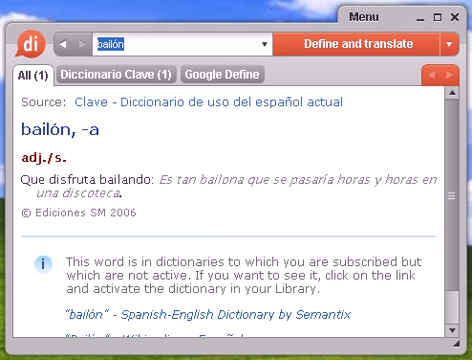 Menu
di
bailón
Define and translate
All (1)
Diccionario Clave (1)
Google Define
Source: Clave - Diccionario de uso del español actual
bailón, -a
adj./s.
Que disfruta bailando: Es tan bailona que se pasaría horas y horas en
una discoteca.
© Ediciones SM 2006
i
This word is in dictionaries to which you are subscribed but
which are not active. If you want to see it, click on the link
and activate the dictionary in your Library.
"bailón" - Spanish-English Dictionary by Semantix